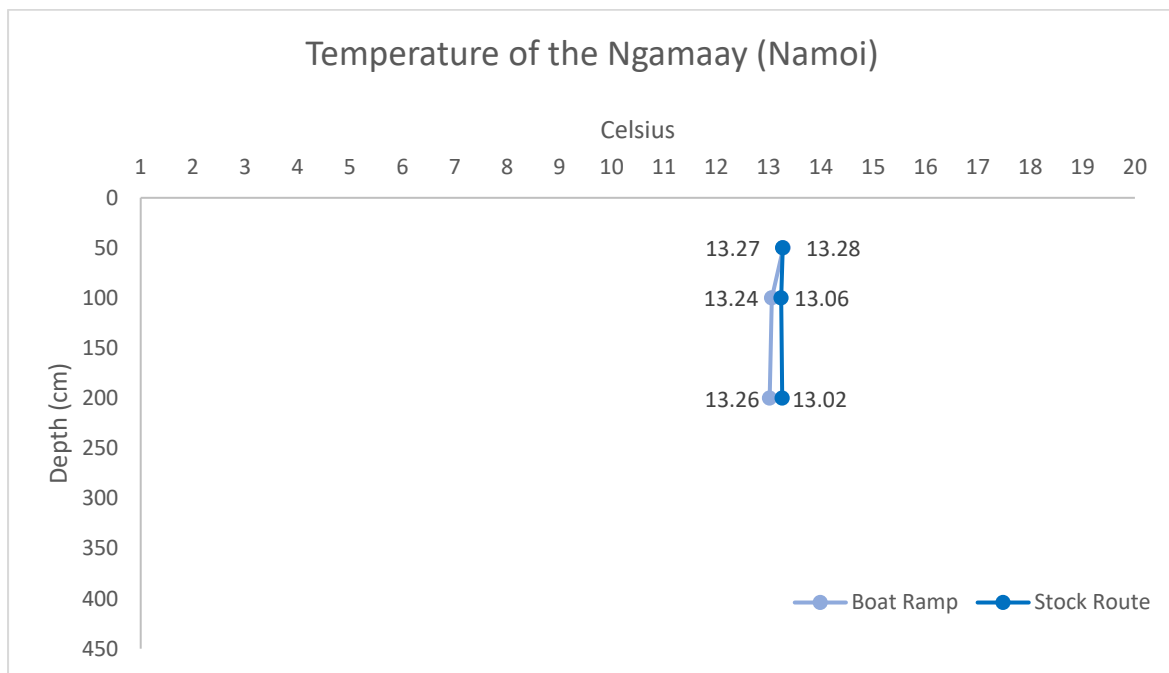 Temperature of the Ngamaay (Namoi)
Celsius
1 2 3 4 5 6 7 8 9 10 11 12 13 14 15 16 17 18 19 20
0
50
100
150
200
250
300
350
400
450
Depth (cm)
13.27 13.28
13.24 13.06
13.26 13.02
Boat Ramp Stock Route